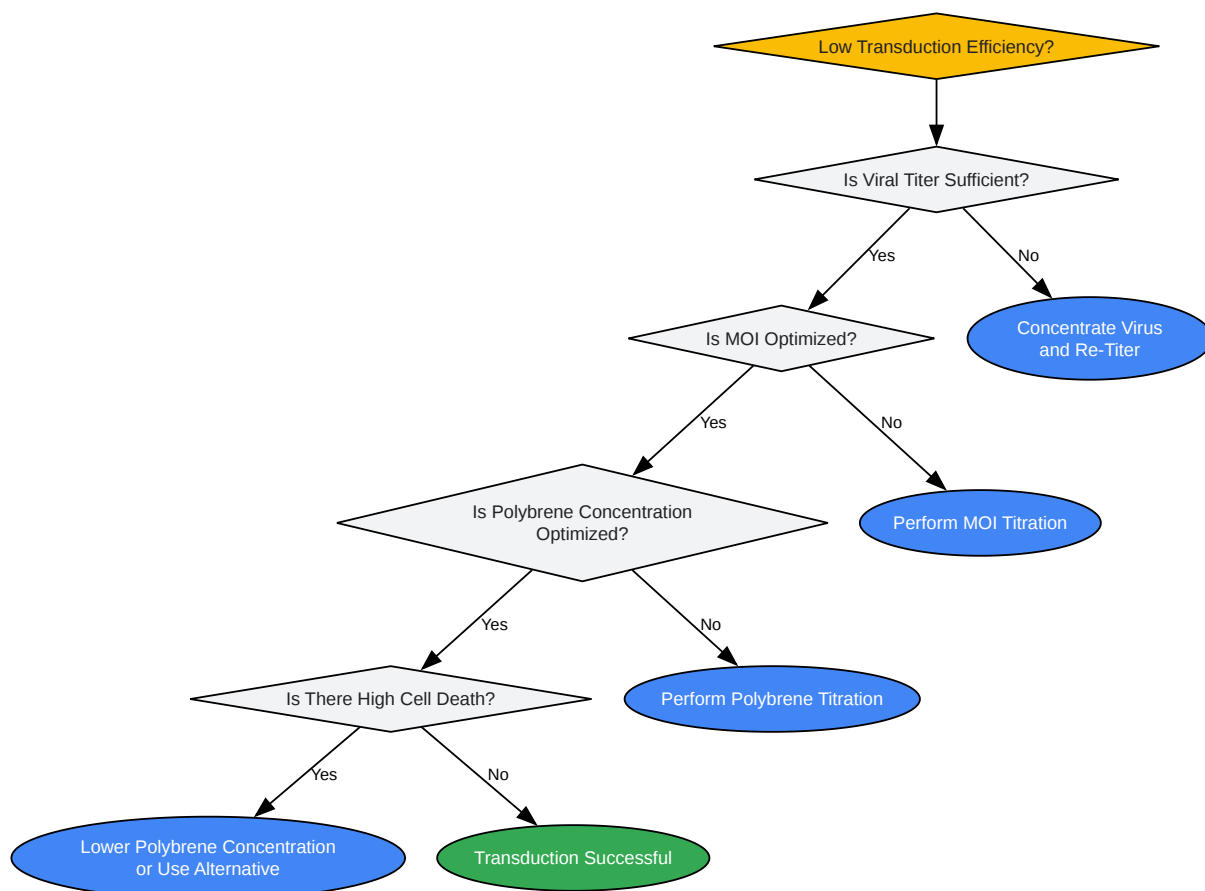 Low Transduction Efficiency?
Is Viral Titer Sufficient?
Yes
No
Is MOI Optimized?
Concentrate Virus
and Re-Titer
Yes
No
Is Polybrene Concentration
Optimized?
Perform MOI Titration
Yes
No
Is There High Cell Death?
Perform Polybrene Titration
Yes
No
Lower Polybrene Concentration
or Use Alternative
Transduction Successful